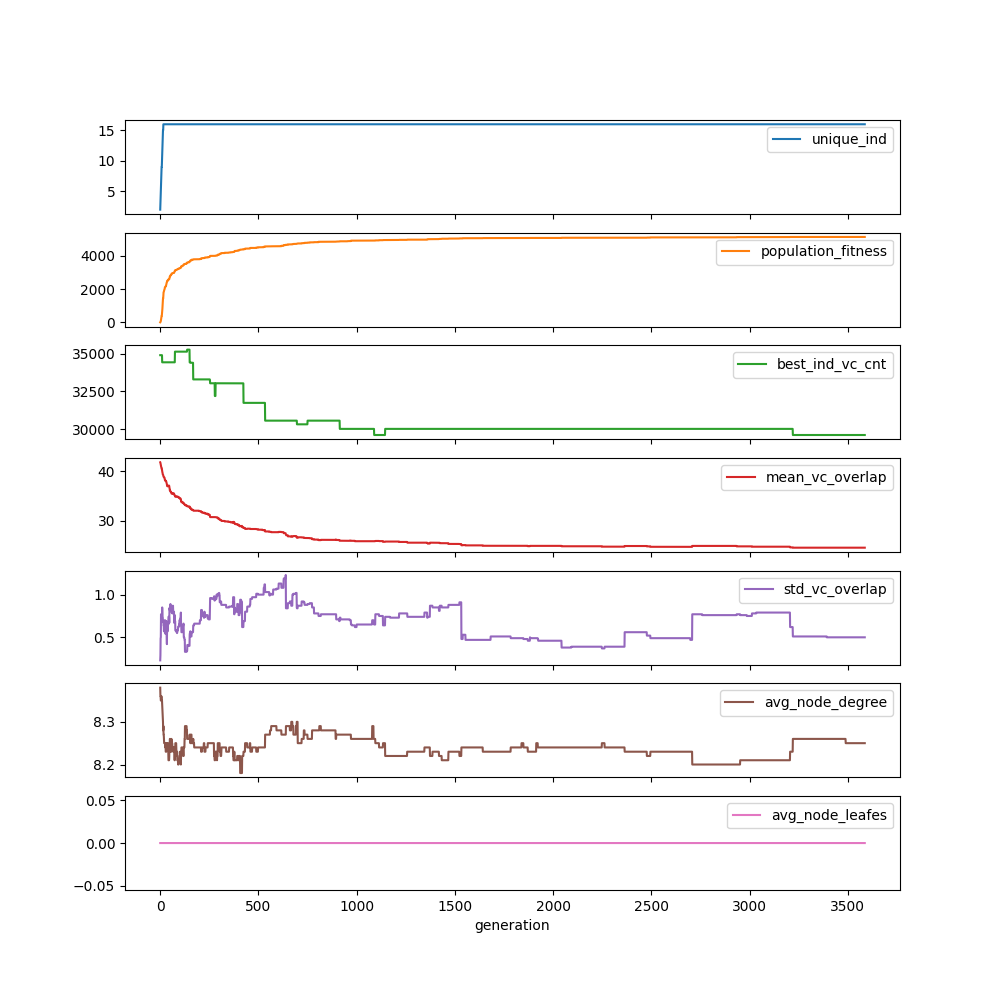 15
10
5
unique_ind
4000
2000
0
population_fitness
35000
32500
30000
best_ind_vc_cnt
40
30
mean_vc_overlap
1.0
0.5
std_vc_overlap
8.3
8.2
avg_node_degree
0.05
0.00
−0.05
avg_node_leafes
0 500 1000 1500 2000 2500 3000 3500
generation